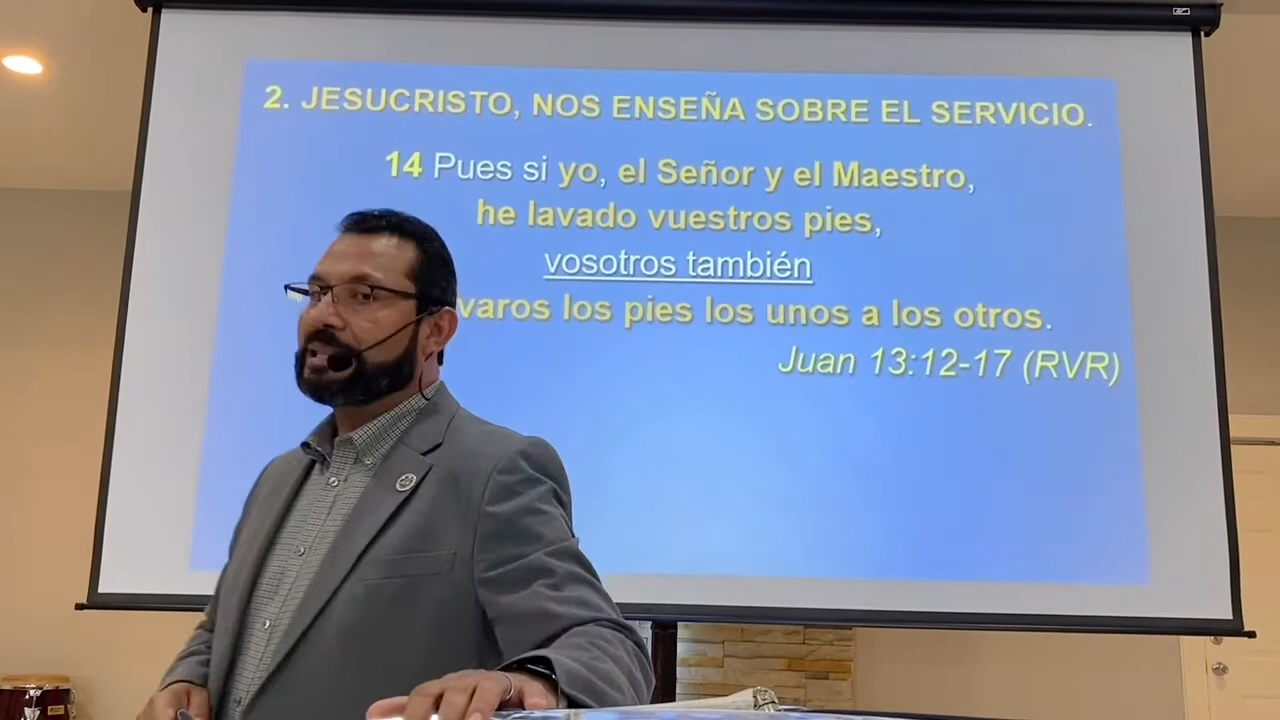 2. JESUCRISTO, NOS ENSEÑA SOBRE EL SERVICIO.
14 Pues si yo, el Señor y el Maestro,
he lavado vuestros pies,
vosotros también
varos los pies los unos a los otros.
Juan 13:12-17 (RVR)